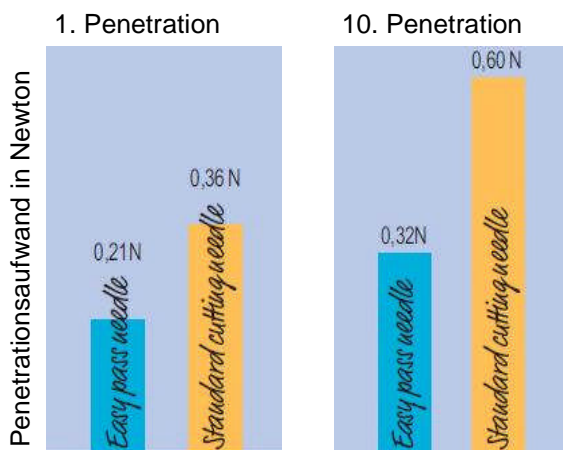 1. Penetration
10. Penetration
Penetrationsaufwand in Newton
0,21N
Easy pass needle
0,36 N
Standard cutting needle
0,32N
Easy pass needle
0,60 N
Standard cutting needle